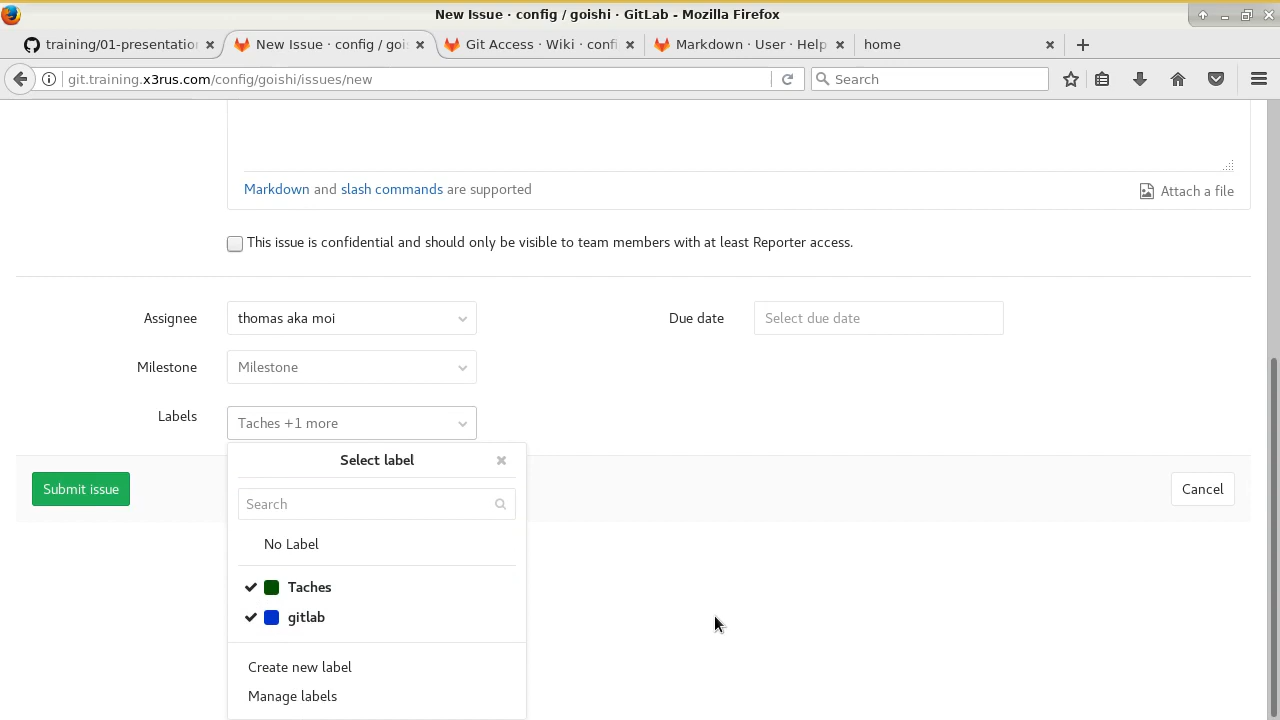 New Issue · config / goishi · GitLab - Mozilla Firefox
training/01-presentation
New Issue · config / goi
Git Access · Wiki · confi
Markdown · User · Help
home
git.training.x3rus.com/config/goishi/issues/new
Search
Markdown and slash commands are supported
Attach a file
This issue is confidential and should only be visible to team members with at least Reporter access.
Assignee
thomas aka moi
Due date
Select due date
Milestone
Milestone
Labels
Taches +1 more
Select label
Submit issue
Cancel
Search
No Label
Taches
gitlab
Create new label
Manage labels